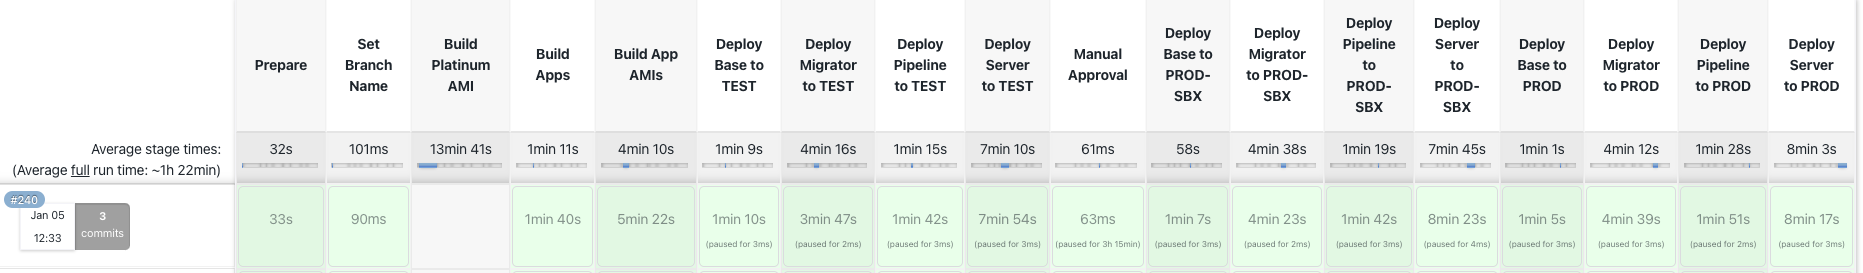 Prepare
Set
Branch
Name
Build
Platinum
AMI
Build
Apps
Build App
AMIs
Deploy
Base to
TEST
Deploy
Migrator
to TEST
Deploy
Pipeline
to TEST
Deploy
Server
to TEST
Manual
Approval
Deploy
Base to
PROD-
SBX
Deploy
Migrator
to PROD-
SBX
Deploy
Pipeline
to
PROD-
SBX
Deploy
Server
to
PROD-
SBX
Deploy
Base to
PROD
Deploy
Migrator
to PROD
Deploy
Pipeline
to PROD
Deploy
Server
to PROD
Average stage times:
(Average full run time: ~1h 22min)
32s
101ms
13min 41s
1min 11s
4min 10s
1min 9s
4min 16s
1min 15s
7min 10s
61ms
58s
4min 38s
1min 19s
7min 45s
1min 1s
4min 12s
1min 28s
8min 3s
#240
Jan 05
12:33
3
commits
33s
90ms
1min 40s
5min 22s
1min 10s
(paused for 3ms)
3min 47s
(paused for 2ms)
1min 42s
(paused for 3ms)
7min 54s
(paused for 3ms)
63ms
(paused for 3h 15min)
1min 7s
(paused for 3ms)
4min 23s
(paused for 2ms)
1min 42s
(paused for 3ms)
8min 23s
(paused for 4ms)
1min 5s
(paused for 3ms)
4min 39s
(paused for 3ms)
1min 51s
(paused for 2ms)
8min 17s
(paused for 3ms)